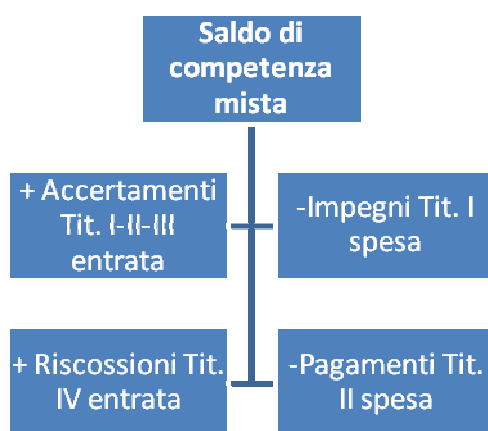 Saldo di
competenza
mista
+ Accertamenti
Tit. I-II-III
entrata
-Impegni Tit. I
spesa
+ Riscossioni Tit.
IV entrata
-Pagamenti Tit.
II spesa